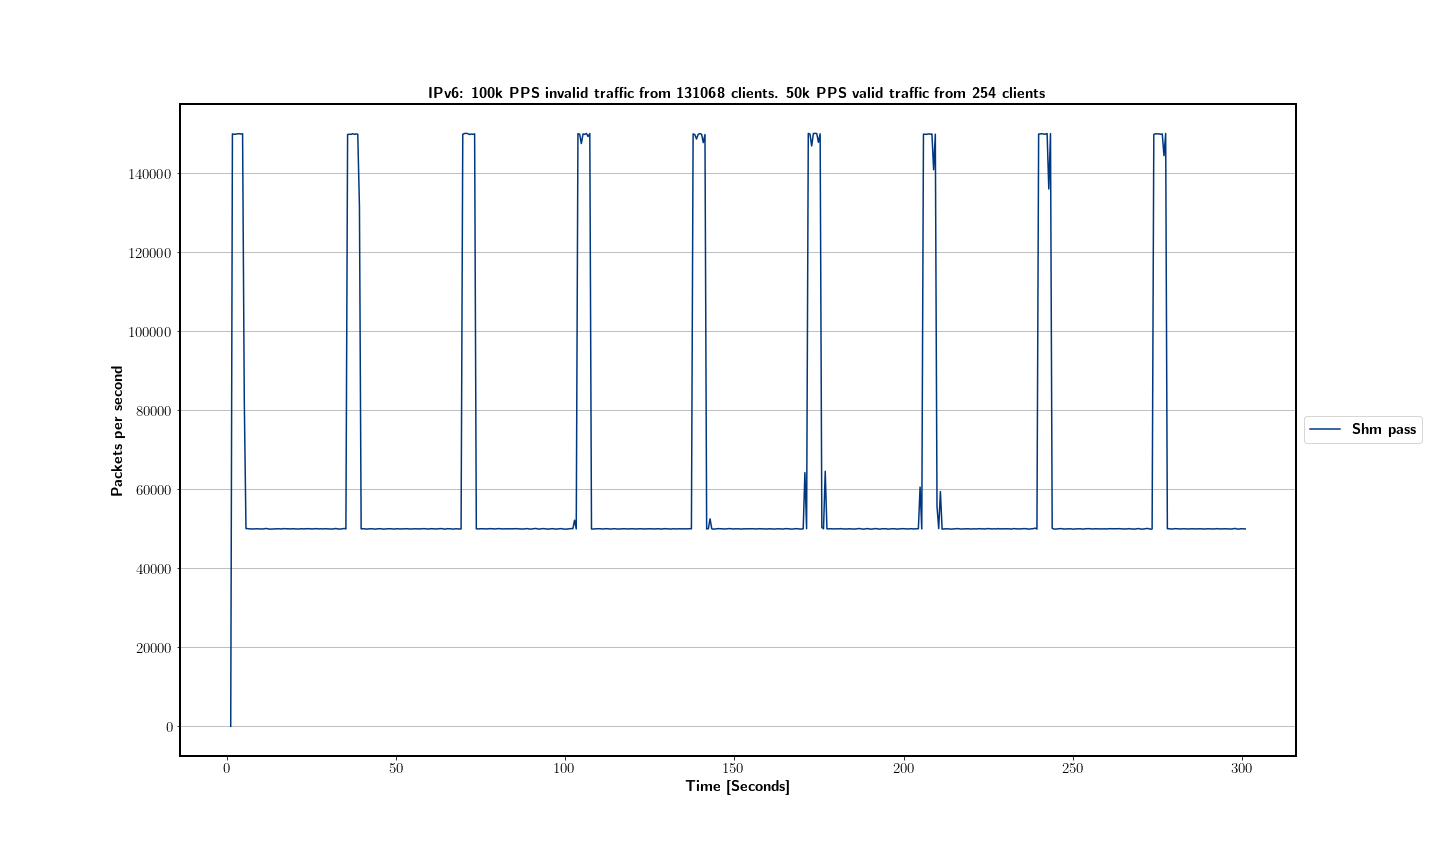 IPv6: 100k PPS invalid traffic from 131068 clients. 50k PPS valid traffic from 254 clients
140000
120000
100000
80000
60000
40000
20000
0
Packets per second
Shm pass
0 50 100 150 200 250 300
Time [Seconds]